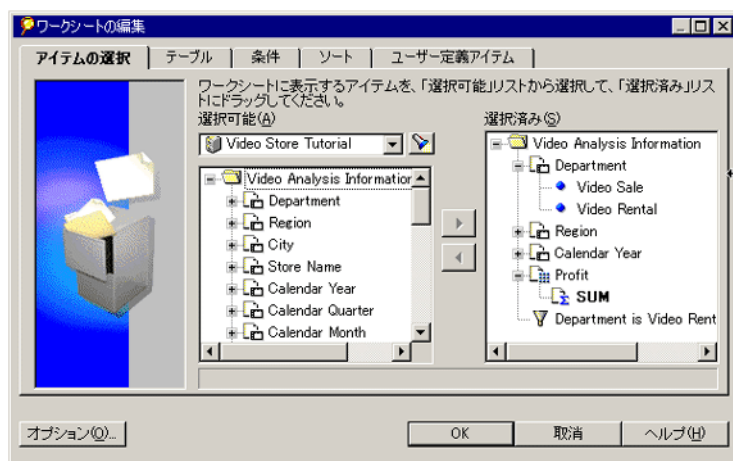 ワークシートの編集
アイテムの選択
テーブル
条件
ソート
ユーザー定義アイテム
ワークシートに表示するアイテムを、「選択可能」リストから選択して、「選択済み」リス
トにドラッグしてください。
選択可能(A)
Video Store Tutorial
Video Analysis Information
Department
Region
City
Store Name
Calendar Year
Calendar Quarter
Calendar Month
選択済み(S)
Video Analysis Information
Department
Video Sale
Video Rental
Region
Calendar Year
Profit
SUM
Department is Video Rent
オプション(O)...
OK
取消
ヘルプ(H)